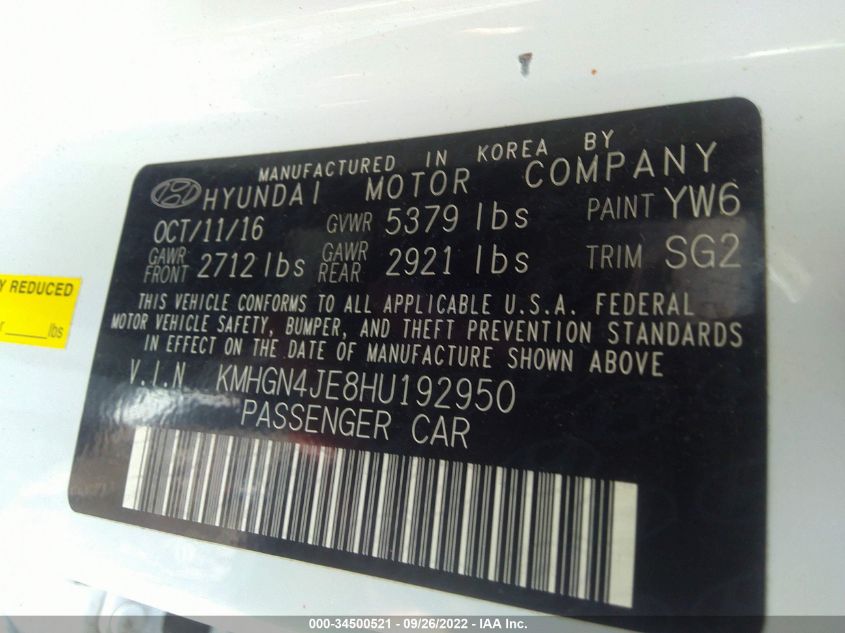 MANUFACTURED IN KOREA BY
HYUNDAI MOTOR COMPANY
OCT/11/16 GVWR 5379 lbs PAINT YW6
GAWR FRONT 2712 lbs GAWR REAR 2921 lbs TRIM SG2
THIS VEHICLE CONFORMS TO ALL APPLICABLE U.S.A. FEDERAL
MOTOR VEHICLE SAFETY, BUMPER, AND THEFT PREVENTION STANDARDS
IN EFFECT ON THE DATE OF MANUFACTURE SHOWN ABOVE
V.I.N KMHGN4JE8HU192950
PASSENGER CAR
REDUCED
lbs
000-34500521 - 09/26/2022 - IAA Inc.